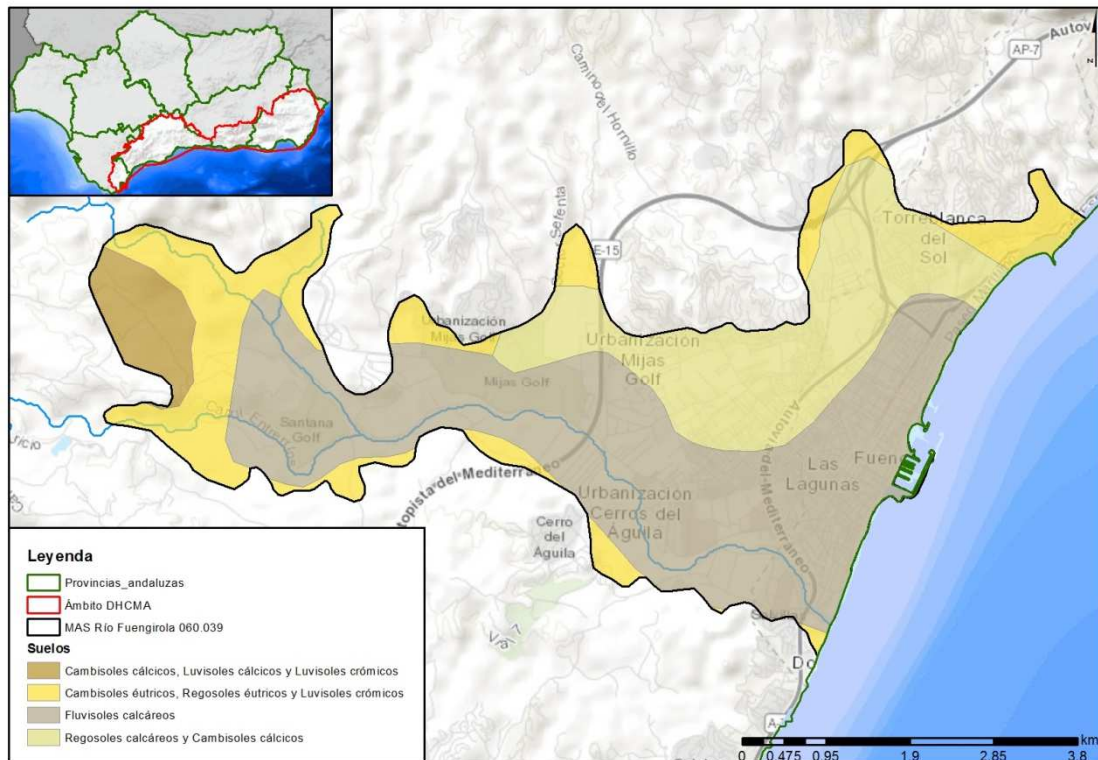 Autov
AP-7
z
Camino del Hornillo
Torreblanca
del
Sol
E-15
Urbanización
Mijas Golf
Urbanización
Mijas
Golf
Mijas Golf
Santana
Golf
Autopista del Mediterráneo
Autovía del Mediterráneo
Las
Lagunas
Fuen
Urbanización
Cerros del
Águila
Cerro
del
Águila
Do
A-7
Leyenda
Provincias_andaluzas
Ámbito DHCMA
MAS Río Fuengirola 060.039
Suelos
Cambisoles cálcicos, Luvisoles cálcicos y Luvisoles crómicos
Cambisoles éutricos, Regosoles éutricos y Luvisoles crómicos
Fluvisoles calcáreos
Regosoles calcáreos y Cambisoles cálcicos
km
0 0.475 0.95 1.9 2.85 3.8